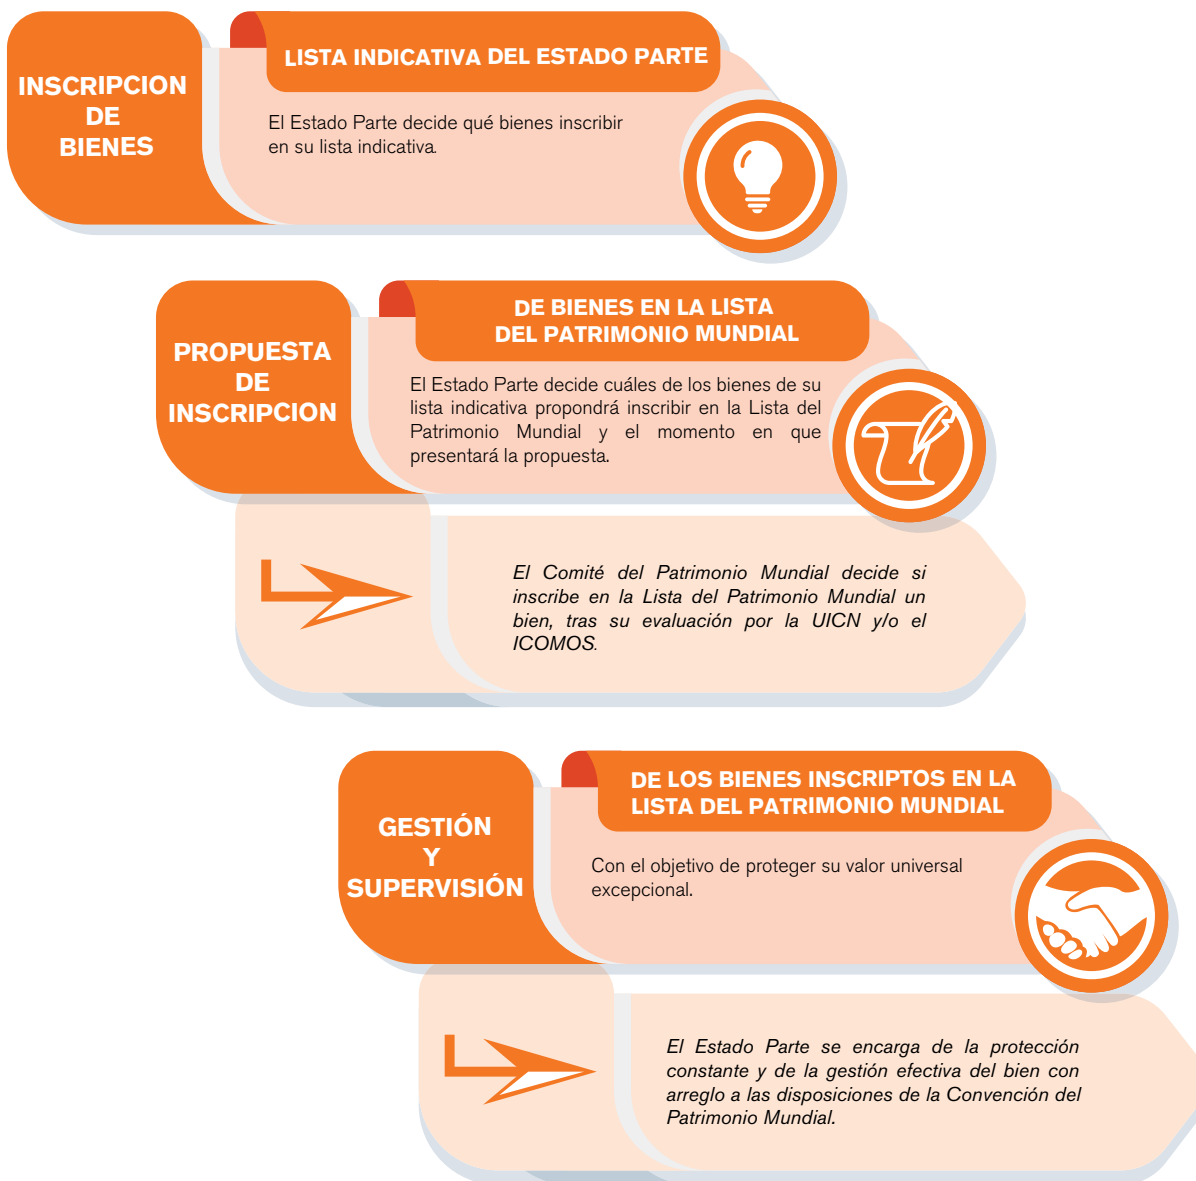 INSCRIPCION
DE
BIENES
LISTA INDICATIVA DEL ESTADO PARTE
El Estado Parte decide qué bienes inscribir
en su lista indicativa.
PROPUESTA
DE
INSCRIPCION
DE BIENES EN LA LISTA
DEL PATRIMONIO MUNDIAL
El Estado Parte decide cuáles de los bienes de su
lista indicativa propondrá inscribir en la Lista del
Patrimonio Mundial y el momento en que
presentará la propuesta.
El Comité del Patrimonio Mundial decide si
inscribe en la Lista del Patrimonio Mundial un
bien, tras su evaluación por la UICN y/o el
ICOMOS.
GESTIÓN
Y
SUPERVISIÓN
DE LOS BIENES INSCRIPTOS EN LA
LISTA DEL PATRIMONIO MUNDIAL
Con el objetivo de proteger su valor universal
excepcional.
El Estado Parte se encarga de la protección
constante y de la gestión efectiva del bien con
arreglo a las disposiciones de la Convención del
Patrimonio Mundial.